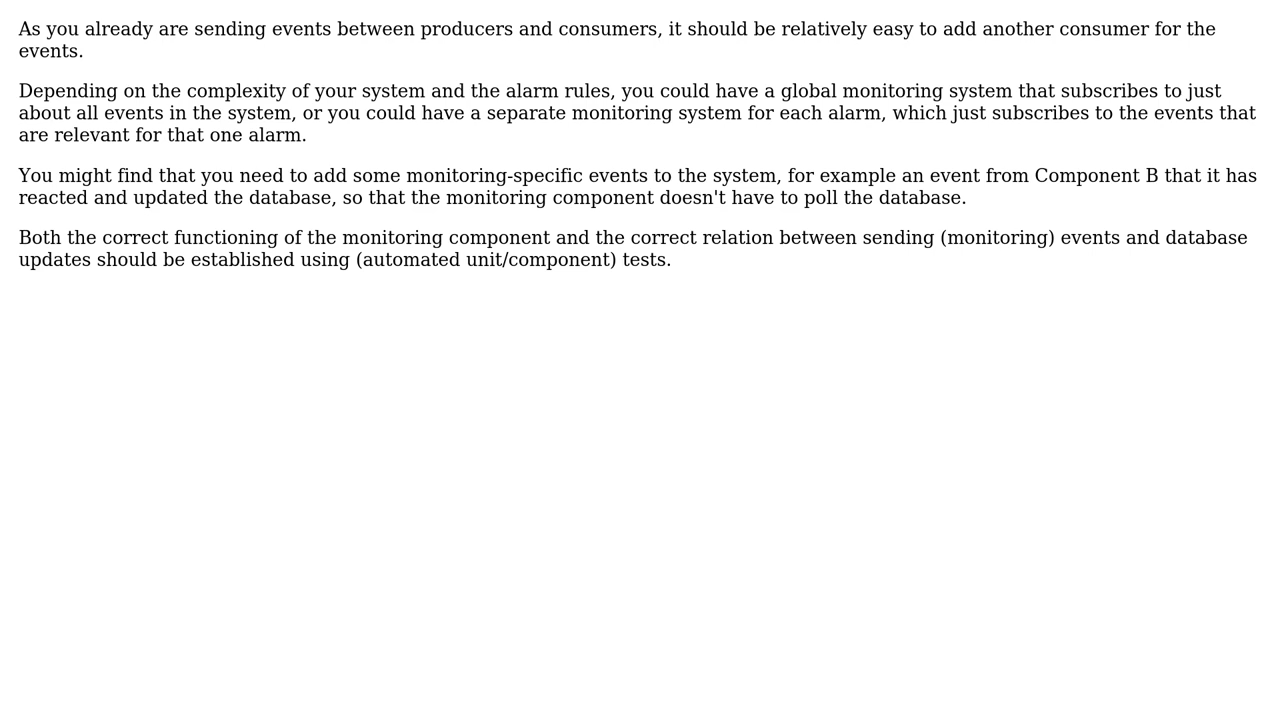 As you already are sending events between producers and consumers, it should be relatively easy to add another consumer for the
events.
Depending on the complexity of your system and the alarm rules, you could have a global monitoring system that subscribes to just
about all events in the system, or you could have a separate monitoring system for each alarm, which just subscribes to the events that
are relevant for that one alarm.
You might find that you need to add some monitoring-specific events to the system, for example an event from Component B that it has
reacted and updated the database, so that the monitoring component doesn't have to poll the database.
Both the correct functioning of the monitoring component and the correct relation between sending (monitoring) events and database
updates should be established using (automated unit/component) tests.